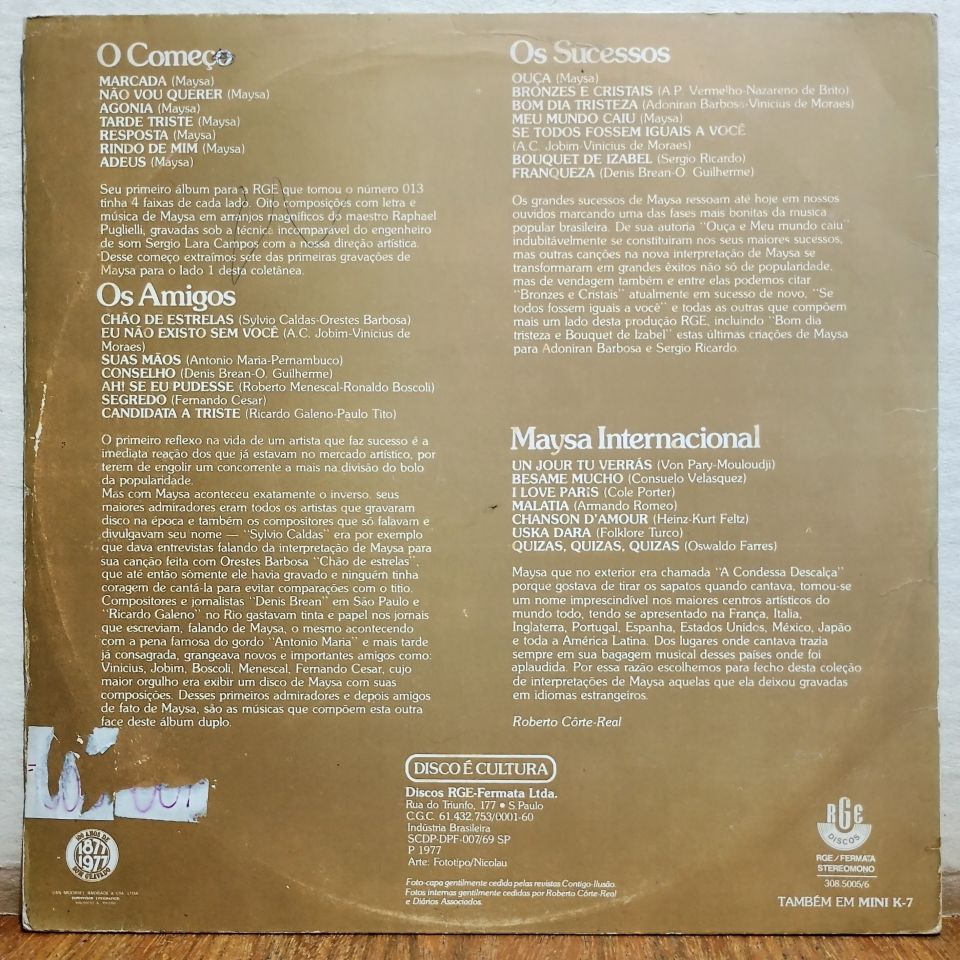 O Começo
MARCADA (Maysa)
NÃO VOU QUERER (Maysa)
AGONIA (Maysa)
TARDE TRISTE (Maysa)
RESPOSTA (Maysa)
RINDO DE MIM (Maysa)
ADEUS (Maysa)
Seu primeiro álbum para a RGE que tomou o número 013
tinha 4 faixas de cada lado. Oito composições com letra e
música de Maysa em arranjos magníficos do maestro Raphael
Puglielli, gravadas sob a técnica incomparável do engenheiro
de som Sergio Lara Campos com a nossa direção artística.
Desse começo extraímos sete das primeiras gravações de
Maysa para o lado 1 desta coletânea.
Os Amigos
CHÃO DE ESTRELAS (Sylvio Caldas-Orestes Barbosa)
EU NÃO EXISTO SEM VOCÊ (A.C. Jobim-Vinicius de
Moraes)
SUAS MÃOS (Antonio Maria-Pernambuco)
CONSELHO (Denis Brean-O. Guilherme)
AH! SE EU PUDESSE (Roberto Menescal-Ronaldo Boscoli)
SEGREDO (Fernando Cesar)
CANDIDATA A TRISTE (Ricardo Galeno-Paulo Tito)
O primeiro reflexo na vida de um artista que faz sucesso é a
imediata reação dos que já estavam no mercado artístico, por
terem de engolir um concorrente a mais na divisão do bolo
da popularidade.
Mas com Maysa aconteceu exatamente o inverso. seus
maiores admiradores eram todos os artistas que gravaram
disco na época e também os compositores que só falavam e
divulgavam seu nome — "Sylvio Caldas" era por exemplo
que dava entrevistas falando da interpretação de Maysa para
sua canção feita com Orestes Barbosa "Chão de estrelas",
que até então sòmente ele havia gravado e ninguém tinha
coragem de cantá-la para evitar comparações com o titio.
Compositores e jornalistas "Denis Brean" em São Paulo e
"Ricardo Galeno" no Rio gastavam tinta e papel nos jornais
que escreviam, falando de Maysa, o mesmo acontecendo
com a pena famosa do gordo "Antonio Maria" e mais tarde
já consagrada, grangeava novos e importantes amigos como:
Vinicius, Jobim, Boscoli, Menescal, Fernando Cesar, cujo
maior orgulho era exibir um disco de Maysa com suas
composições. Desses primeiros admiradores e depois amigos
de fato de Maysa, são as músicas que compõem esta outra
face deste álbum duplo.
Os Sucessos
OUÇA (Maysa)
BRONZES E CRISTAIS (A.P. Vermelho-Nazareno de Brito)
BOM DIA TRISTEZA (Adoniran Barbosa-Vinicius de Moraes)
MEU MUNDO CAIU (Maysa)
SE TODOS FOSSEM IGUAIS A VOCÊ
(A.C. Jobim-Vinicius de Moraes)
BOUQUET DE IZABEL (Sergio Ricardo)
FRANQUEZA (Denis Brean-O. Guilherme)
Os grandes sucessos de Maysa ressoam até hoje em nossos
ouvidos marcando uma das fases mais bonitas da musica
popular brasileira. De sua autoria "Ouça e Meu mundo caiu"
indubitàvelmente se constituiram nos seus maiores sucessos,
mas outras canções na nova interpretação de Maysa se
transformaram em grandes êxitos não só de popularidade,
mas de vendagem também e entre elas podemos citar
"Bronzes e Cristais" atualmente em sucesso de novo, "Se
todos fossem iguais a você" e todas as outras que compõem
mais um lado desta produção RGE, incluindo "Bom dia
tristeza e Bouquet de Izabel" estas últimas criações de Maysa
para Adoniran Barbosa e Sergio Ricardo.
Maysa Internacional
UN JOUR TU VERRÁS (Von Pary-Mouloudji)
BESAME MUCHO (Consuelo Velasquez)
I LOVE PARIS (Cole Porter)
MALATIA (Armando Romeo)
CHANSON D'AMOUR (Heinz-Kurt Feltz)
USKA DARA (Folklore Turco)
QUIZAS, QUIZAS, QUIZAS (Oswaldo Farres)
Maysa que no exterior era chamada "A Condessa Descalça"
porque gostava de tirar os sapatos quando cantava, tornou-se
um nome imprescindível nos maiores centros artísticos do
mundo todo, tendo se apresentado na França, Italia,
Inglaterra, Portugal, Espanha, Estados Unidos, México, Japão
e toda a América Latina. Dos lugares onde cantava trazia
sempre em sua bagagem musical desses países onde foi
aplaudida. Por essa razão escolhemos para fecho desta coleção
de interpretações de Maysa aquelas que ela deixou gravadas
em idiomas estrangeiros.
Roberto Côrte-Real
DISCO É CULTURA
Discos RGE-Fermata Ltda.
Rua do Triunfo, 177 • S.Paulo
C.G.C. 61.432.753/0001-60
Indústria Brasileira
SCDP-DPF-007/69 SP
P 1977
Arte: Fototipo/Nicolau
Foto-capa gentilmente cedida pelas revistas Contigo-Ilusão.
Fotos internas gentilmente cedidas por Roberto Côrte-Real
e Diários Associados.
100 ANOS DE
1877
1977
SOM GRAVADO
RGE
DISCOS
RGE/FERMATA
STEREOMONO
308.5005/6
TAMBÉM EM MINI K-7